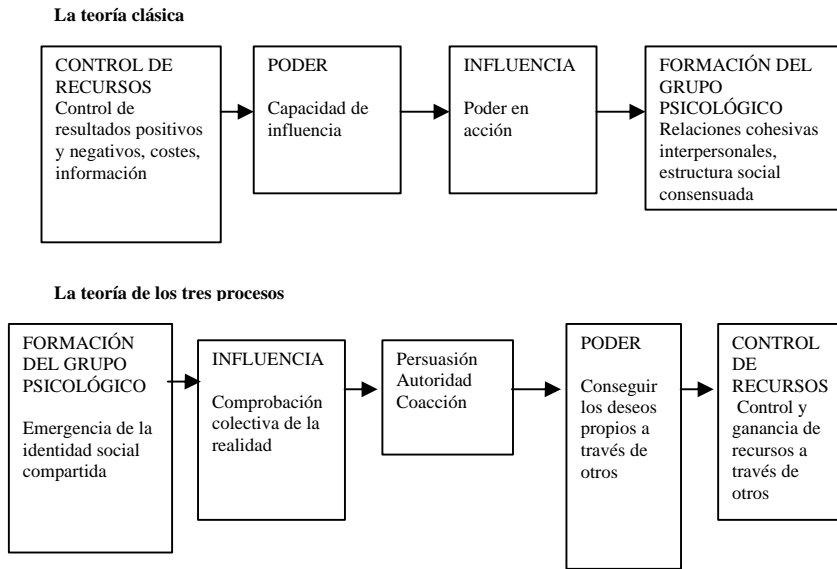 La teoría clásica
CONTROL DE
RECURSOS
Control de
resultados positivos
y negativos, costes,
información
PODER
Capacidad de
influencia
INFLUENCIA
Poder en
acción
FORMACIÓN DEL
GRUPO
PSICOLÓGICO
Relaciones cohesivas
interpersonales,
estructura social
consensuada
La teoría de los tres procesos
FORMACIÓN
DEL GRUPO
PSICOLÓGICO
Emergencia de la
identidad social
compartida
INFLUENCIA
Comprobación
colectiva de la
realidad
Persuasión
Autoridad
Coacción
PODER
Conseguir
los deseos
propios a
través de
otros
CONTROL
DE
RECURSOS
Control y
ganancia de
recursos a
través de
otros